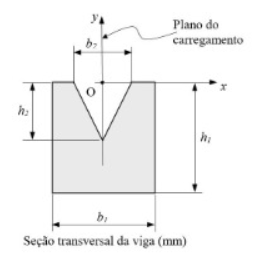 y
Plano do
carregamento
b₂
O
x
h₂
h₁
b₁
Seção transversal da viga (mm)